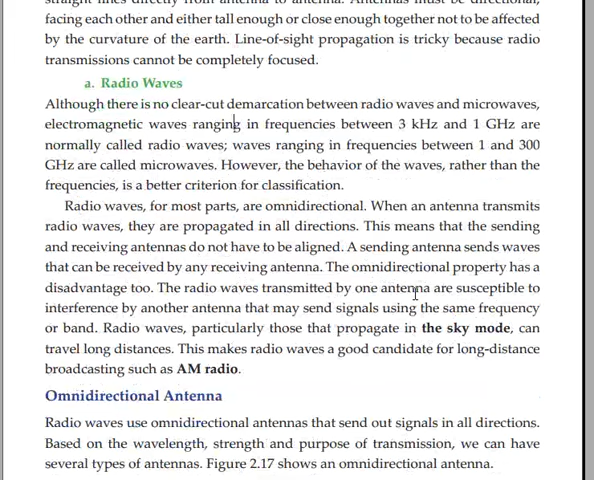 straight lines directly from antenna to antenna. Antennas must be directional,
facing each other and either tall enough or close enough together not to be affected
by the curvature of the earth. Line-of-sight propagation is tricky because radio
transmissions cannot be completely focused.
a. Radio Waves
Although there is no clear-cut demarcation between radio waves and microwaves,
electromagnetic waves ranging in frequencies between 3 kHz and 1 GHz are
normally called radio waves; waves ranging in frequencies between 1 and 300
GHz are called microwaves. However, the behavior of the waves, rather than the
frequencies, is a better criterion for classification.
Radio waves, for most parts, are omnidirectional. When an antenna transmits
radio waves, they are propagated in all directions. This means that the sending
and receiving antennas do not have to be aligned. A sending antenna sends waves
that can be received by any receiving antenna. The omnidirectional property has a
disadvantage too. The radio waves transmitted by one antenna are susceptible to
interference by another antenna that may send signals using the same frequency
or band. Radio waves, particularly those that propagate in the sky mode, can
travel long distances. This makes radio waves a good candidate for long-distance
broadcasting such as AM radio.
Omnidirectional Antenna
Radio waves use omnidirectional antennas that send out signals in all directions.
Based on the wavelength, strength and purpose of transmission, we can have
several types of antennas. Figure 2.17 shows an omnidirectional antenna.